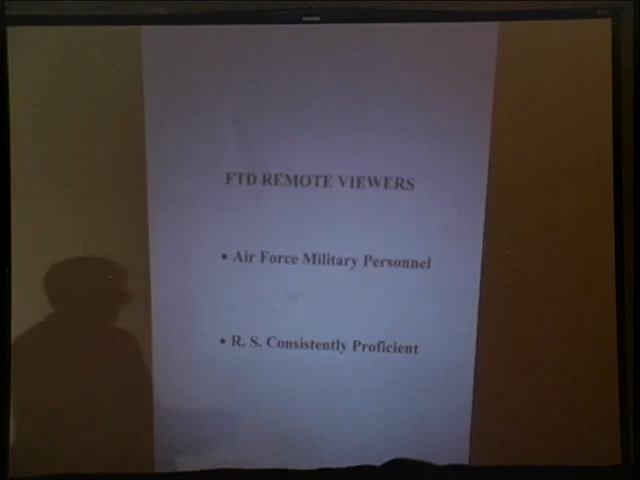 FTD REMOTE VIEWERS
• Air Force Military Personnel
• R. S. Consistently Proficient